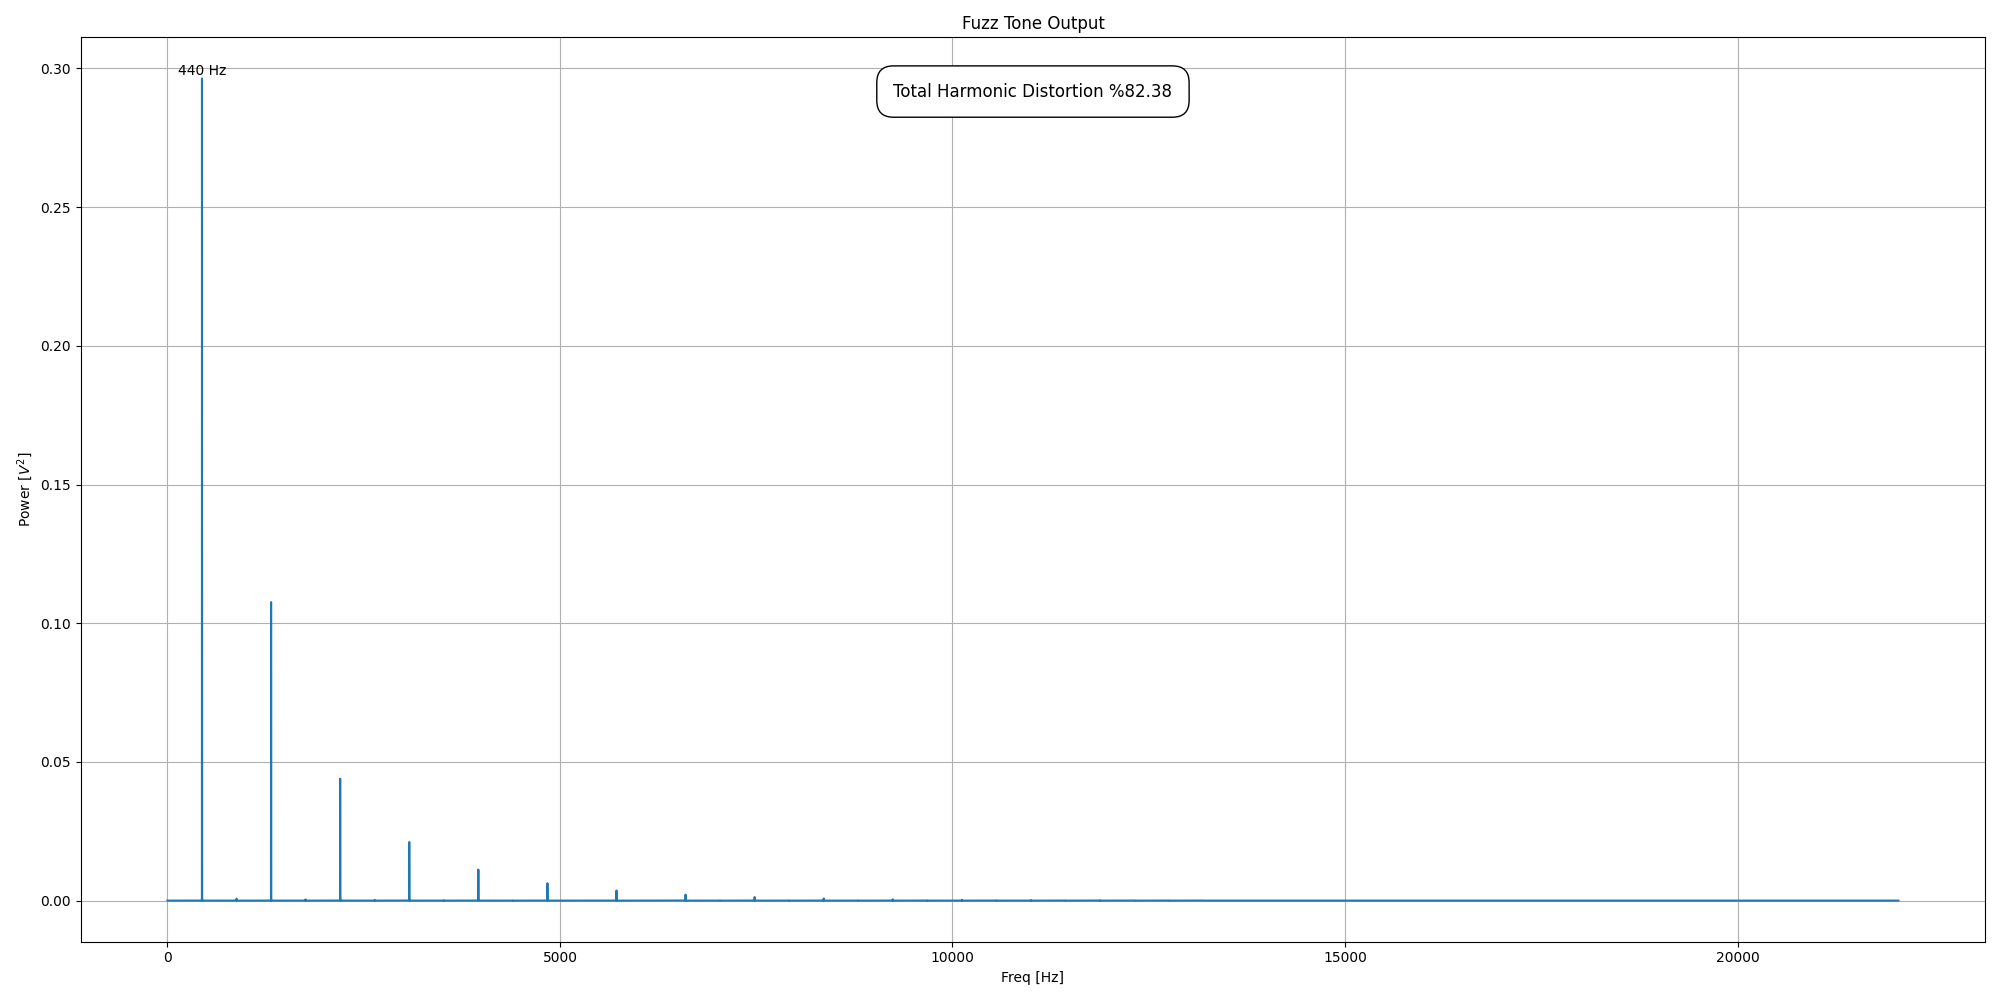 Fuzz Tone Output
440 Hz
Total Harmonic Distortion %82.38
0.30
0.25
0.20
0.15
0.10
0.05
0.00
Power [V²]
0 5000 10000 15000 20000
Freq [Hz]